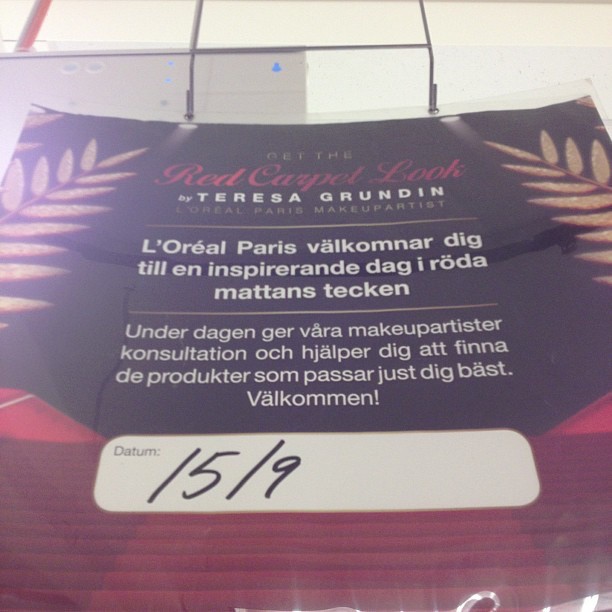 GET THE
Red Carpet Look
by TERESA GRUNDIN
L'ORÉAL PARIS MAKEUPARTIST
L'Oréal Paris välkomnar dig
till en inspirerande dag i röda
mattans tecken
Under dagen ger våra makeupartister
konsultation och hjälper dig att finna
de produkter som passar just dig bäst.
Välkommen!
Datum:
15/9